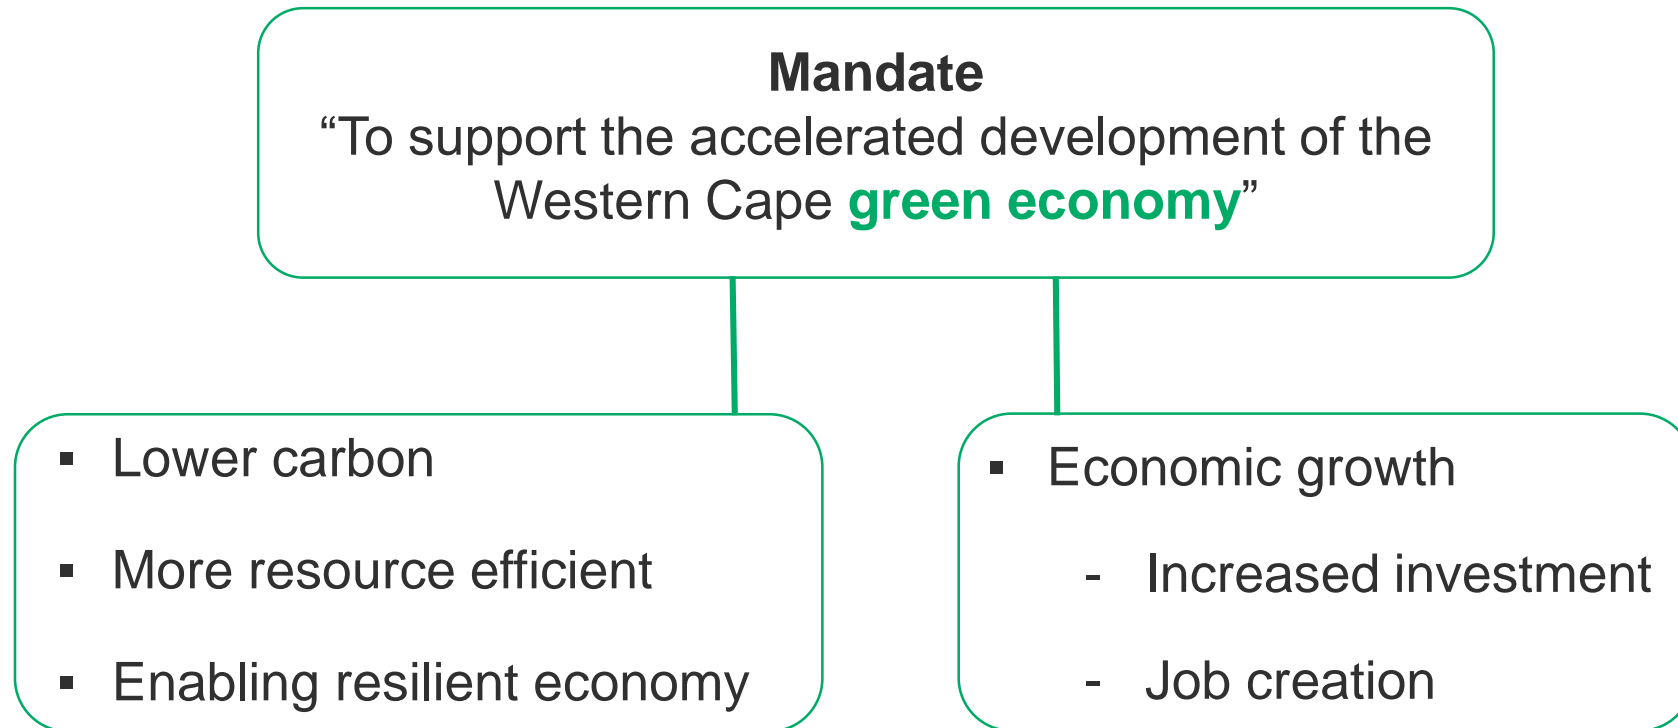 Mandate
“To support the accelerated development of the
Western Cape green economy”
▪ Lower carbon
▪ More resource efficient
▪ Enabling resilient economy
▪ Economic growth
- Increased investment
- Job creation